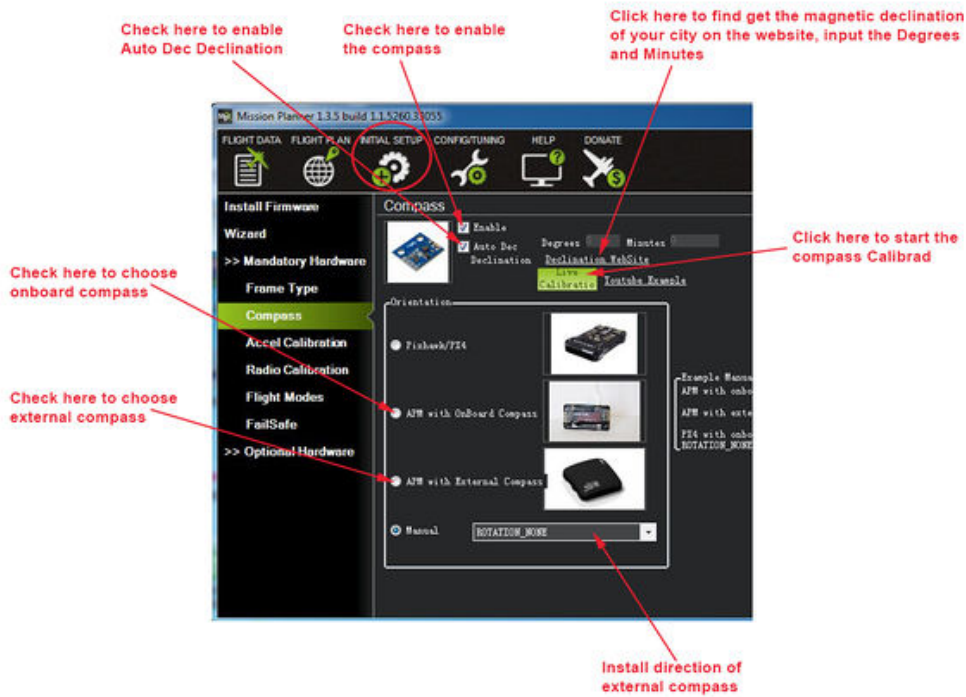 Click here to find get the magnetic declination
of your city on the website, input the Degrees
and Minutes
Check here to enable
Auto Dec Declination
Check here to enable
the compass
Mission Planner 1.3.5 build 1.1.5260.33055
FLIGHT DATA FLIGHT PLAN INITIAL SETUP CONFIG/TUNING HELP DONATE
Install Firmware
Wizard
>> Mandatory Hardware
Frame Type
Compass
Accel Calibration
Radio Calibration
Flight Modes
FailSafe
>> Optional Hardware
Compass
Enable
Auto Dec
Declination
Degrees Minutes
Declination WebSite
Live
Calibratio
Youtube Example
Click here to start the
compass Calibrad
Orientation
Pixhawk/PX4
APM with OnBoard Compass
APM with External Compass
Manual
ROTATION_NONE
Example Manua
APM with onbo
APM with exte
PX4 with onbo
ROTATION_NONE
Check here to choose
onboard compass
Check here to choose
external compass
Install direction of
external compass